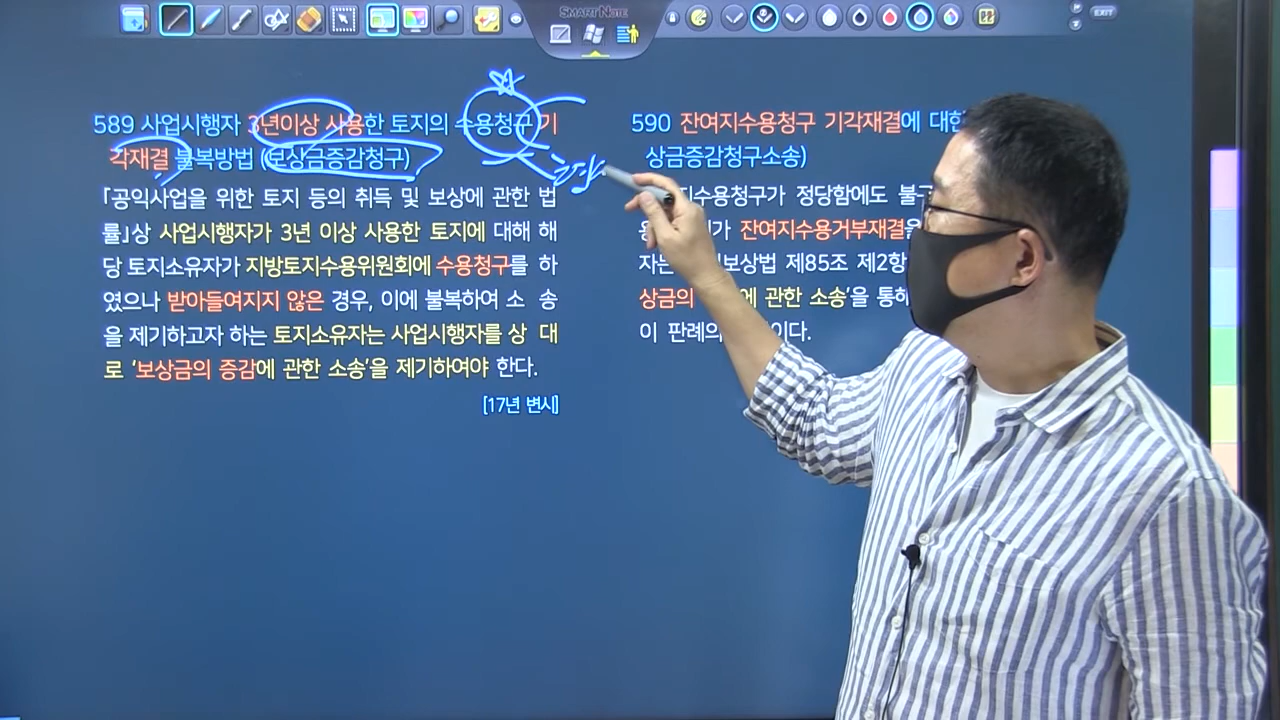 SMART NOTE
EXIT
589 사업시행자 3년이상 사용한 토지의 수용청구 기
각재결 불복방법 (보상금증감청구)
「공익사업을 위한 토지 등의 취득 및 보상에 관한 법
률」상 사업시행자가 3년 이상 사용한 토지에 대해 해
당 토지소유자가 지방토지수용위원회에 수용청구를 하
였으나 받아들여지지 않은 경우, 이에 불복하여 소 송
을 제기하고자 하는 토지소유자는 사업시행자를 상 대
로 '보상금의 증감에 관한 소송'을 제기하여야 한다.
[17년 변시]
590 잔여지수용청구 기각재결에 대한
상금증감청구소송)
지수용청구가 정당함에도 불
가 잔여지수용거부재결을
자는 보상법 제85조 제2항
상금의 에 관한 소송'을 통해
이 판례의 이다.